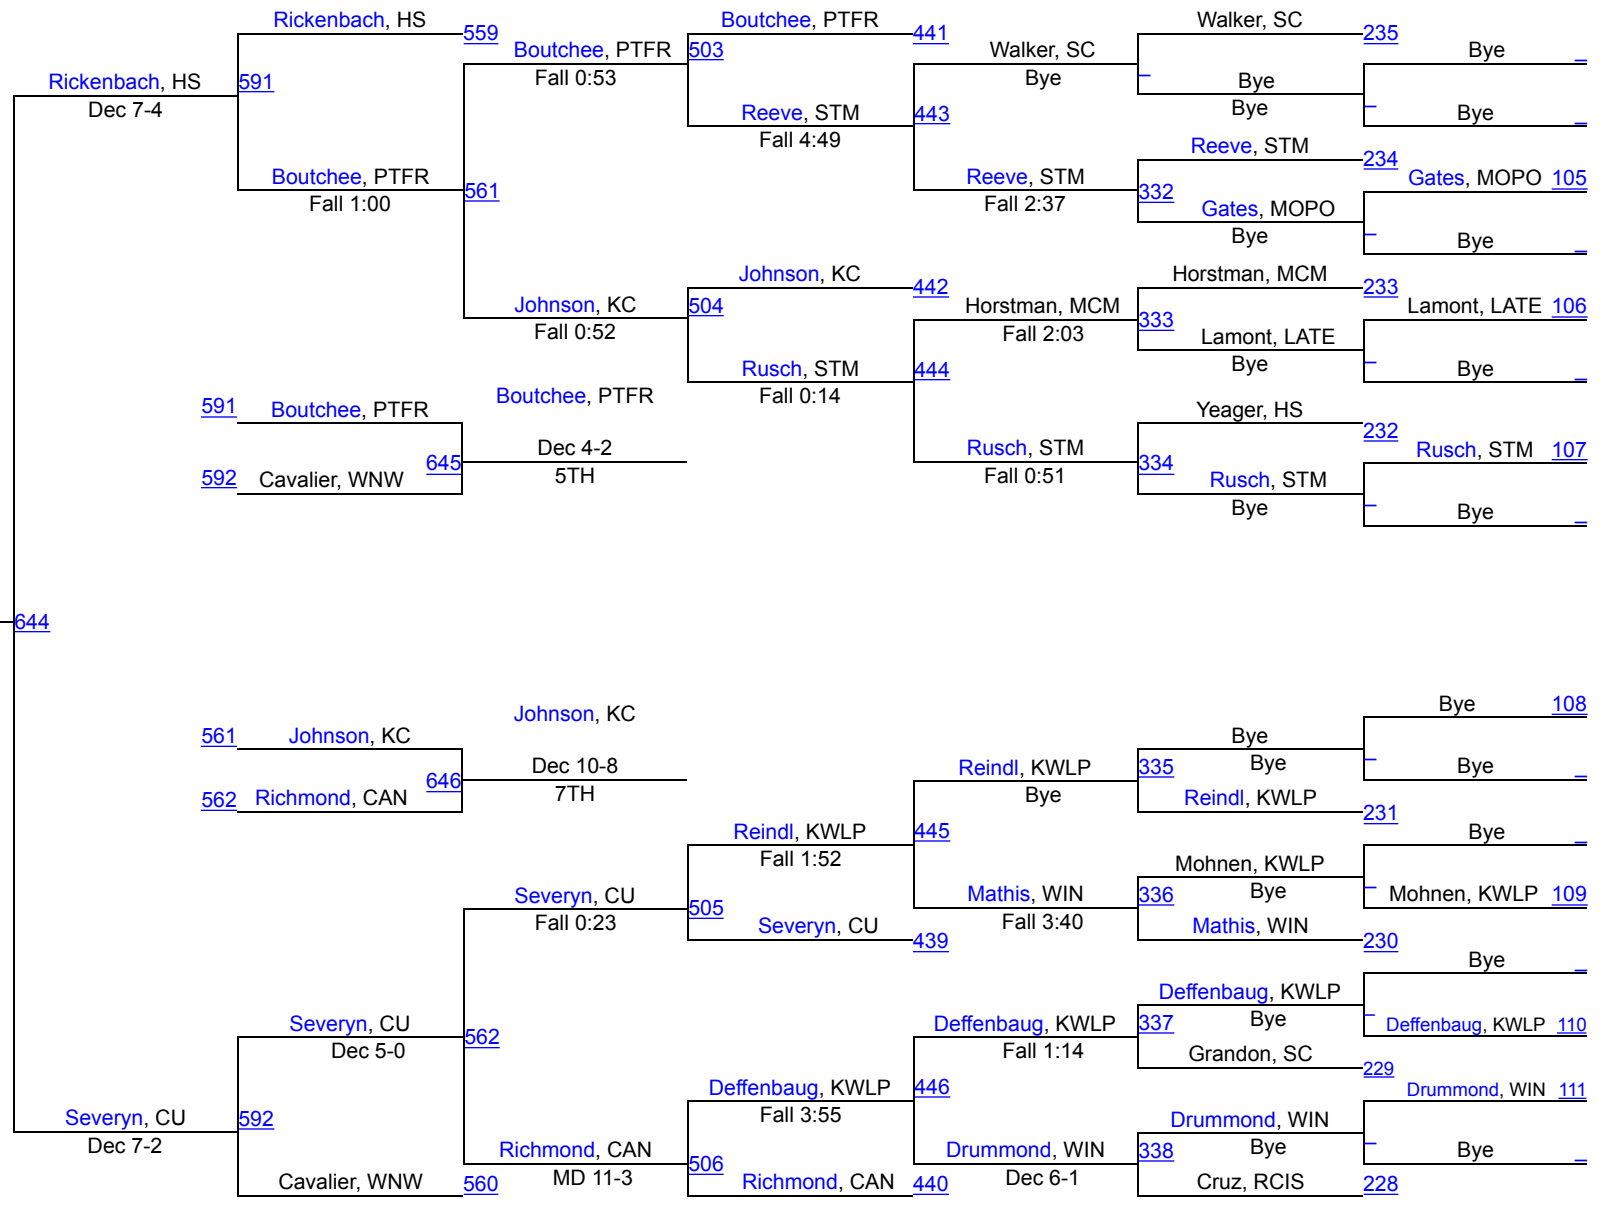 Rickenbach, HS 559 Boutchee, PTFR 441 Walker, SC 235
Boutchee, PTFR 503 Walker, SC Bye _
Fall 0:53 Bye _ Bye
Rickenbach, HS 591 Bye _ Bye _
Dec 7-4 Reeve, STM 443
Fall 4:49 Reeve, STM 234
Boutchee, PTFR 561 Reeve, STM 332 Gates, MOPO 105
Fall 1:00 Fall 2:37 Gates, MOPO
Bye _ Bye _
Johnson, KC 442 Horstman, MCM 233
Johnson, KC 504 Horstman, MCM 333 Lamont, LATE 106
Fall 0:52 Fall 2:03 Lamont, LATE
Rusch, STM 444 Bye _ Bye _
Boutchee, PTFR Fall 0:14
591 Boutchee, PTFR Yeager, HS 232
Dec 4-2 Rusch, STM 334 Rusch, STM 107
592 Cavalier, WNW 645 5TH Fall 0:51 Rusch, STM
Bye _ Bye _
644
Johnson, KC Bye 108
561 Johnson, KC Bye
646 Dec 10-8 Reindl, KWLP 335 Bye _ Bye _
562 Richmond, CAN 7TH Bye Reindl, KWLP 231
Reindl, KWLP 445 Bye _
Fall 1:52 Mohnen, KWLP
Severyn, CU 505 Mathis, WIN 336 Bye _ Mohnen, KWLP 109
Fall 0:23 Severyn, CU 439 Fall 3:40 Mathis, WIN 230
Bye _
Deffenbaug, KWLP
Severyn, CU 562 Deffenbaug, KWLP 337 Bye _ Deffenbaug, KWLP 110
Dec 5-0 Fall 1:14 Grandon, SC 229
Deffenbaug, KWLP 446 Drummond, WIN 111
Severyn, CU 592 Fall 3:55 Drummond, WIN
Dec 7-2 Richmond, CAN 506 Drummond, WIN 338 Bye _ Bye _
Cavalier, WNW 560 MD 11-3 Richmond, CAN 440 Dec 6-1 Cruz, RCIS 228